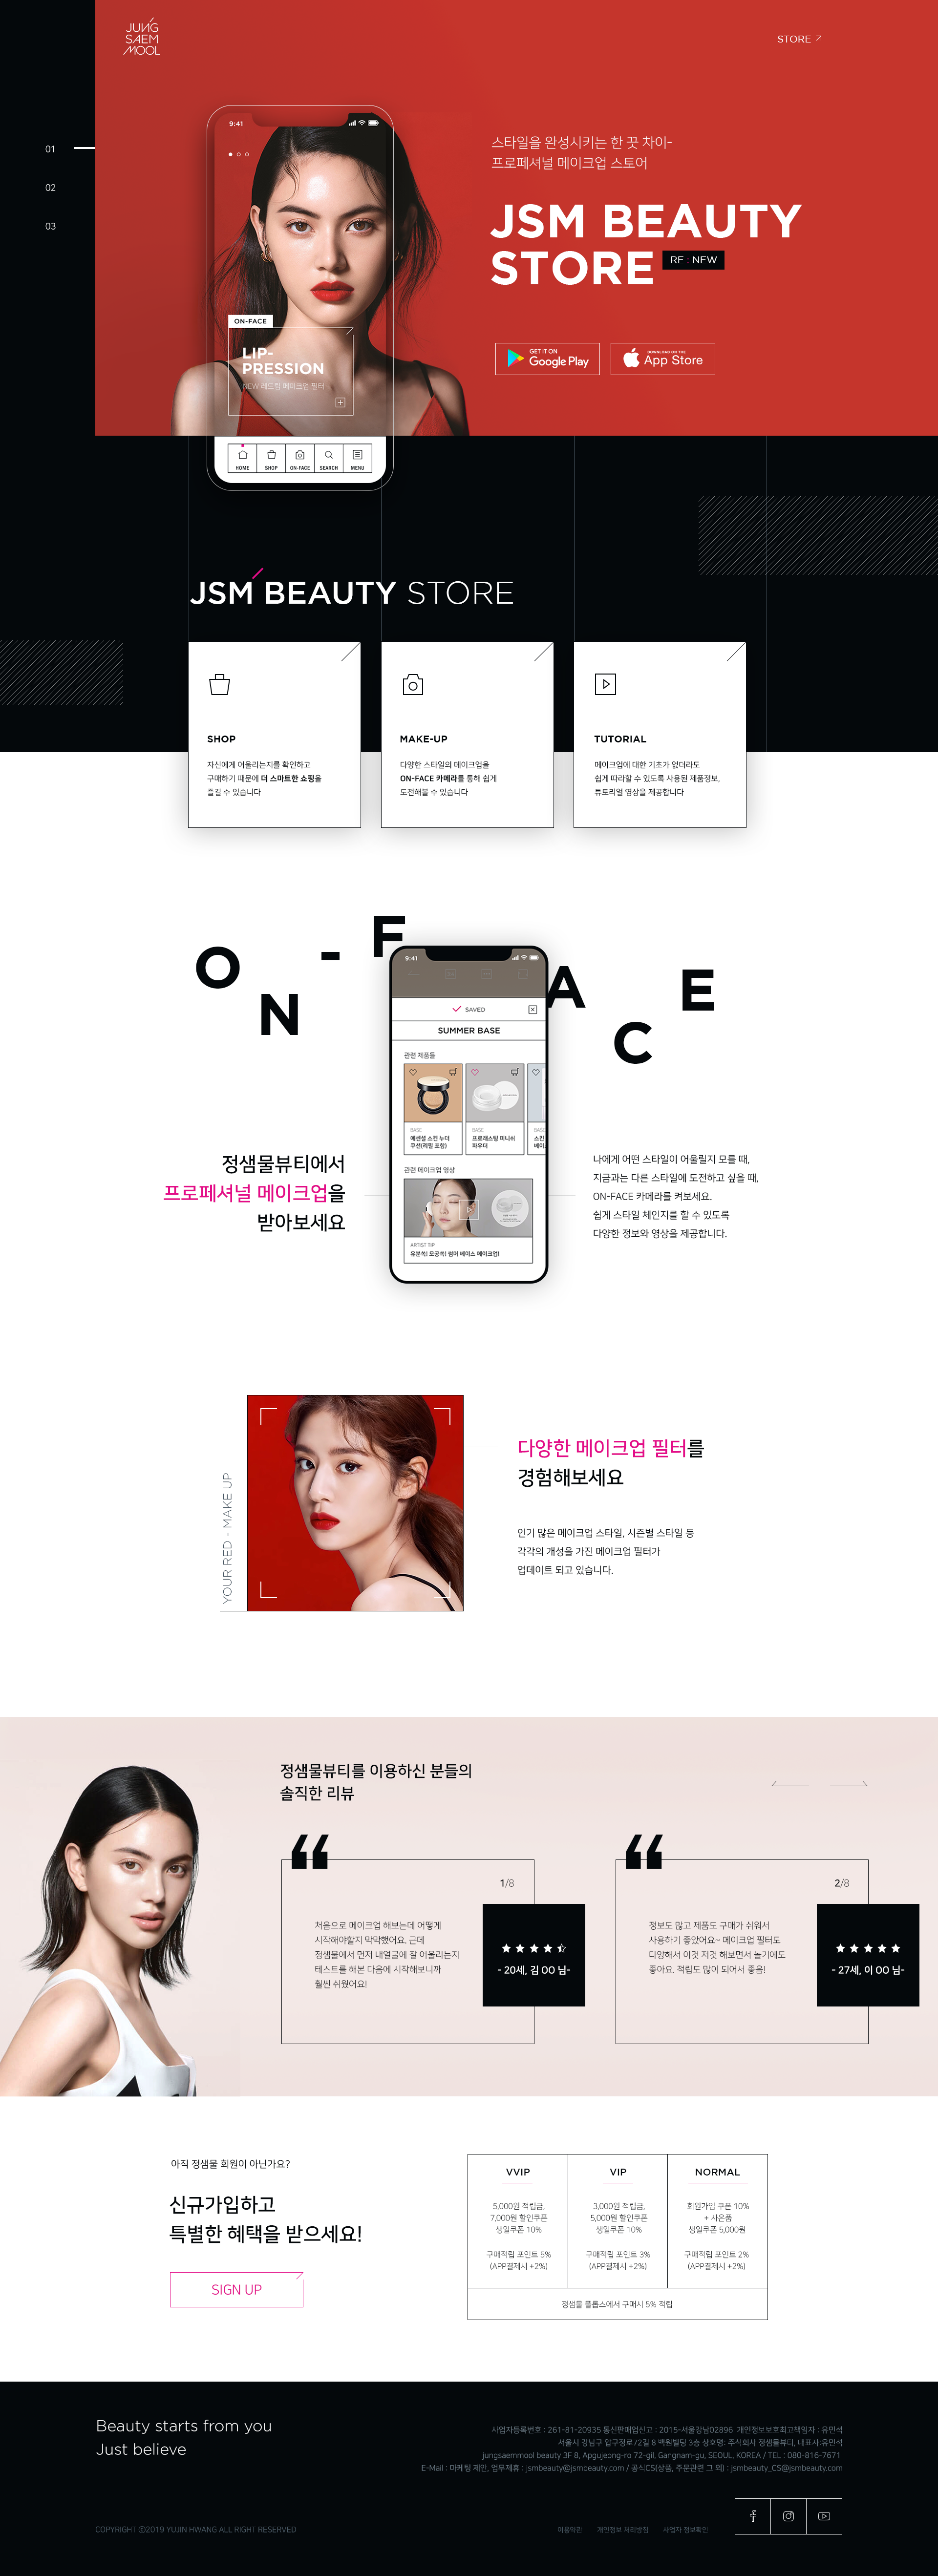 JUNG
SAEM
MOOL
STORE
01
02
03
9:41
스타일을 완성시키는 한 끗 차이-
프로페셔널 메이크업 스토어
JSM BEAUTY
STORE
RE : NEW
ON-FACE
LIP-
PRESSION
NEW 레드립 메이크업 필터
GET IT ON
Google Play
DOWNLOAD ON THE
App Store
HOME
SHOP
ON-FACE
SEARCH
MENU
JSM BEAUTY STORE
SHOP
자신에게 어울리는지를 확인하고
구매하기 때문에 더 스마트한 쇼핑을
즐길 수 있습니다
MAKE-UP
다양한 스타일의 메이크업을
ON-FACE 카메라를 통해 쉽게
도전해볼 수 있습니다
TUTORIAL
메이크업에 대한 기초가 없더라도
쉽게 따라할 수 있도록 사용된 제품정보,
튜토리얼 영상을 제공합니다
ON-FACE
9:41
SAVED
SUMMER BASE
관련 제품들
BASE
에센셜 스킨 누더
쿠션(리필 포함)
BASE
프로래스팅 피니쉬
파우더
BASE
스킨
베이
관련 메이크업 영상
ARTIST TIP
유분쏙! 모공쏙! 썸머 베이스 메이크업!
정샘물뷰티에서
프로페셔널 메이크업을
받아보세요
나에게 어떤 스타일이 어울릴지 모를 때,
지금과는 다른 스타일에 도전하고 싶을 때,
ON-FACE 카메라를 켜보세요.
쉽게 스타일 체인지를 할 수 있도록
다양한 정보와 영상을 제공합니다.
YOUR RED - MAKE UP
다양한 메이크업 필터를
경험해보세요
인기 많은 메이크업 스타일, 시즌별 스타일 등
각각의 개성을 가진 메이크업 필터가
업데이트 되고 있습니다.
정샘물뷰티를 이용하신 분들의
솔직한 리뷰
1/8
처음으로 메이크업 해보는데 어떻게
시작해야할지 막막했어요. 근데
정샘물에서 먼저 내얼굴에 잘 어울리는지
테스트를 해본 다음에 시작해보니까
훨씬 쉬웠어요!
- 20세, 김 OO 님-
2/8
정보도 많고 제품도 구매가 쉬워서
사용하기 좋았어요~ 메이크업 필터도
다양해서 이것 저것 해보면서 놀기에도
좋아요. 적립도 많이 되어서 좋음!
- 27세, 이 OO 님-
아직 정샘물 회원이 아닌가요?
신규가입하고
특별한 혜택을 받으세요!
SIGN UP
VVIP
5,000원 적립금,
7,000원 할인쿠폰
생일쿠폰 10%
구매적립 포인트 5%
(APP결제시 +2%)
VIP
3,000원 적립금,
5,000원 할인쿠폰
생일쿠폰 10%
구매적립 포인트 3%
(APP결제시 +2%)
NORMAL
회원가입 쿠폰 10%
+ 사은품
생일쿠폰 5,000원
구매적립 포인트 2%
(APP결제시 +2%)
정샘물 플롭스에서 구매시 5% 적립
Beauty starts from you
Just believe
사업자등록번호 : 261-81-20935 통신판매업신고 : 2015-서울강남02896 개인정보보호최고책임자 : 유민석
서울시 강남구 압구정로72길 8 백원빌딩 3층 상호명: 주식회사 정샘물뷰티, 대표자:유민석
jungsaemmool beauty 3F 8, Apgujeong-ro 72-gil, Gangnam-gu, SEOUL, KOREA / TEL : 080-816-7671
E-Mail : 마케팅 제안, 업무제휴 : jsmbeauty@jsmbeauty.com / 공식CS(상품, 주문관련 그 외) : jsmbeauty_CS@jsmbeauty.com
COPYRIGHT ©2019 YUJIN HWANG ALL RIGHT RESERVED
이용약관
개인정보 처리방침
사업자 정보확인